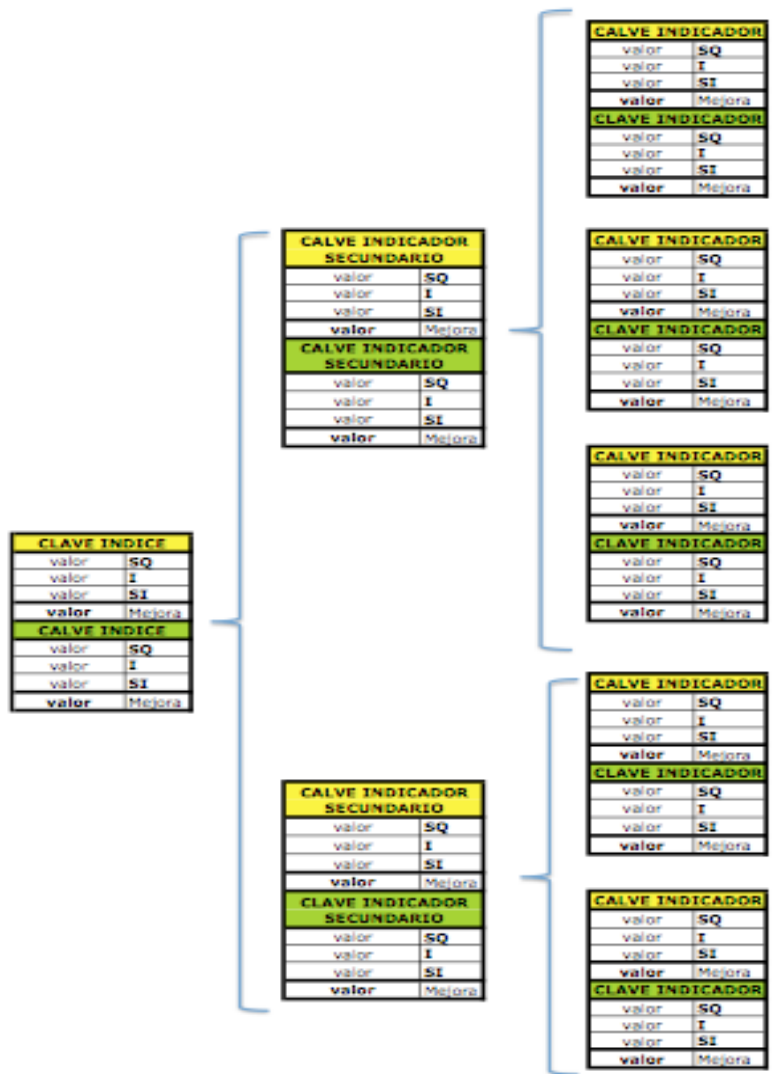 CLAVE INDICE
valor SQ
valor I
valor SI
valor Mejora
CALVE INDICE
valor SQ
valor I
valor SI
valor Mejora
CALVE INDICADOR
SECUNDARIO
valor SQ
valor I
valor SI
valor Mejora
CALVE INDICADOR
SECUNDARIO
valor SQ
valor I
valor SI
valor Mejora
CALVE INDICADOR
SECUNDARIO
valor SQ
valor I
valor SI
valor Mejora
CLAVE INDICADOR
SECUNDARIO
valor SQ
valor I
valor SI
valor Mejora
CALVE INDICADOR
valor SQ
valor I
valor SI
valor Mejora
CLAVE INDICADOR
valor SQ
valor I
valor SI
valor Mejora
CALVE INDICADOR
valor SQ
valor I
valor SI
valor Mejora
CLAVE INDICADOR
valor SQ
valor I
valor SI
valor Mejora
CALVE INDICADOR
valor SQ
valor I
valor SI
valor Mejora
CLAVE INDICADOR
valor SQ
valor I
valor SI
valor Mejora
CALVE INDICADOR
valor SQ
valor I
valor SI
valor Mejora
CLAVE INDICADOR
valor SQ
valor I
valor SI
valor Mejora
CALVE INDICADOR
valor SQ
valor I
valor SI
valor Mejora
CLAVE INDICADOR
valor SQ
valor I
valor SI
valor Mejora